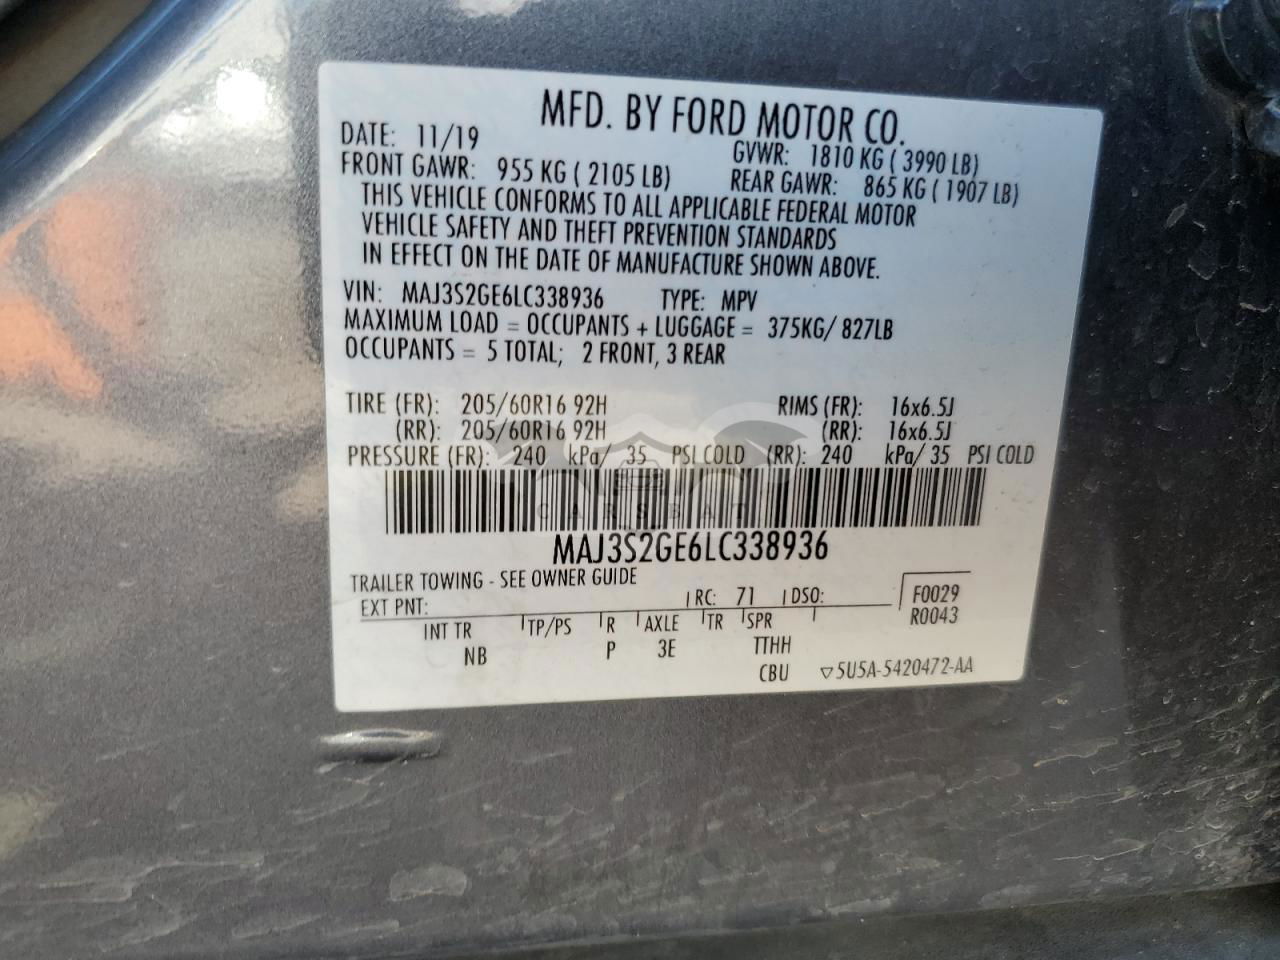 MFD. BY FORD MOTOR CO.
DATE: 11/19 GVWR: 1810 KG ( 3990 LB)
FRONT GAWR: 955 KG ( 2105 LB) REAR GAWR: 865 KG ( 1907 LB)
THIS VEHICLE CONFORMS TO ALL APPLICABLE FEDERAL MOTOR
VEHICLE SAFETY AND THEFT PREVENTION STANDARDS
IN EFFECT ON THE DATE OF MANUFACTURE SHOWN ABOVE.
VIN: MAJ3S2GE6LC338936 TYPE: MPV
MAXIMUM LOAD = OCCUPANTS + LUGGAGE = 375KG/ 827LB
OCCUPANTS = 5 TOTAL; 2 FRONT, 3 REAR
TIRE (FR): 205/60R16 92H RIMS (FR): 16x6.5J
(RR): 205/60R16 92H (RR): 16x6.5J
PRESSURE (FR): 240 kPa/ 35 PSI COLD (RR): 240 kPa/ 35 PSI COLD
CARSBAT
MAJ3S2GE6LC338936
TRAILER TOWING - SEE OWNER GUIDE
EXT PNT: RC: 71 DSO: F0029
R0043
INT TR TP/PS R AXLE TR SPR
NB P 3E TTHH
CBU ▽5U5A-5420472-AA